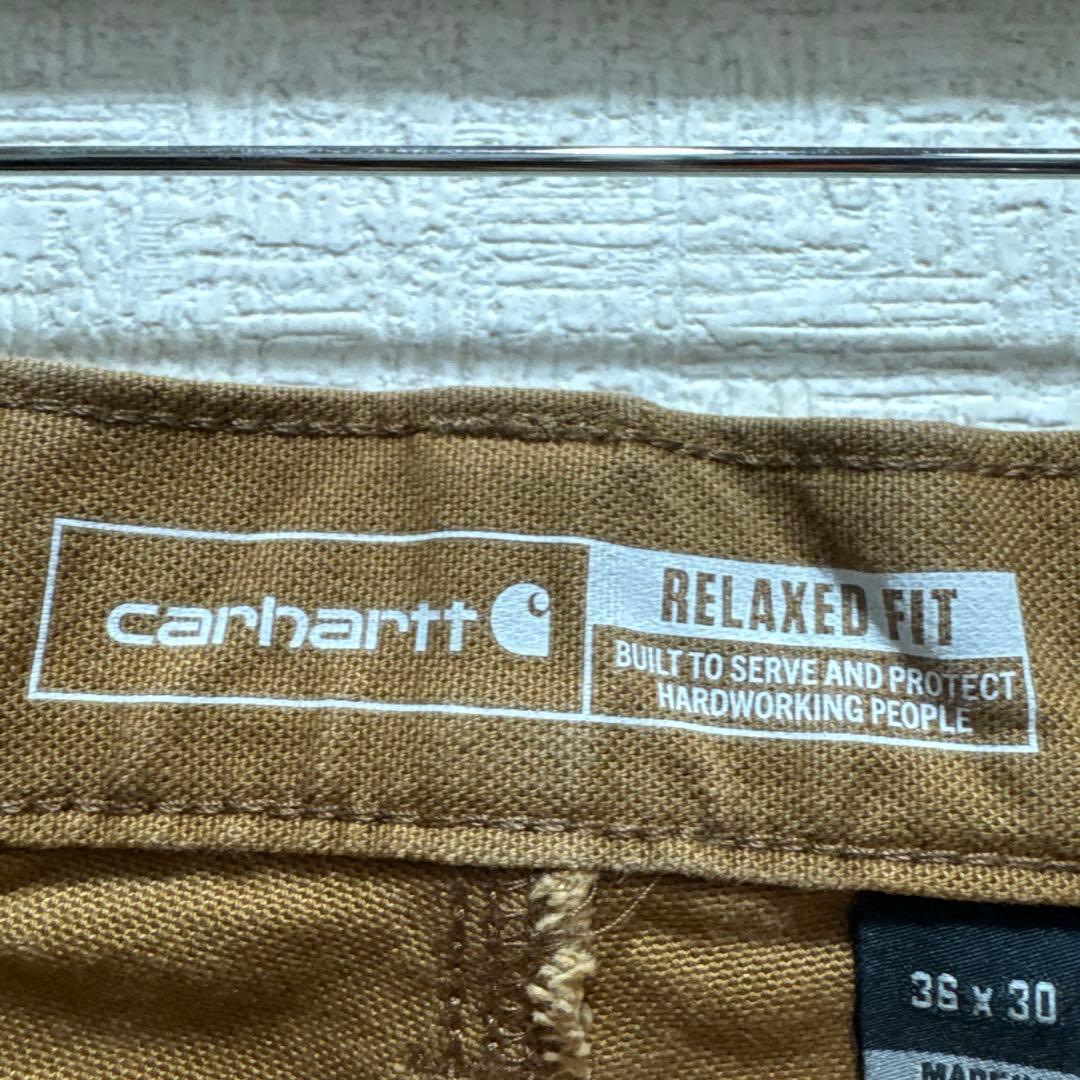 carhartt
RELAXED FIT
BUILT TO SERVE AND PROTECT
HARDWORKING PEOPLE
36 x 30